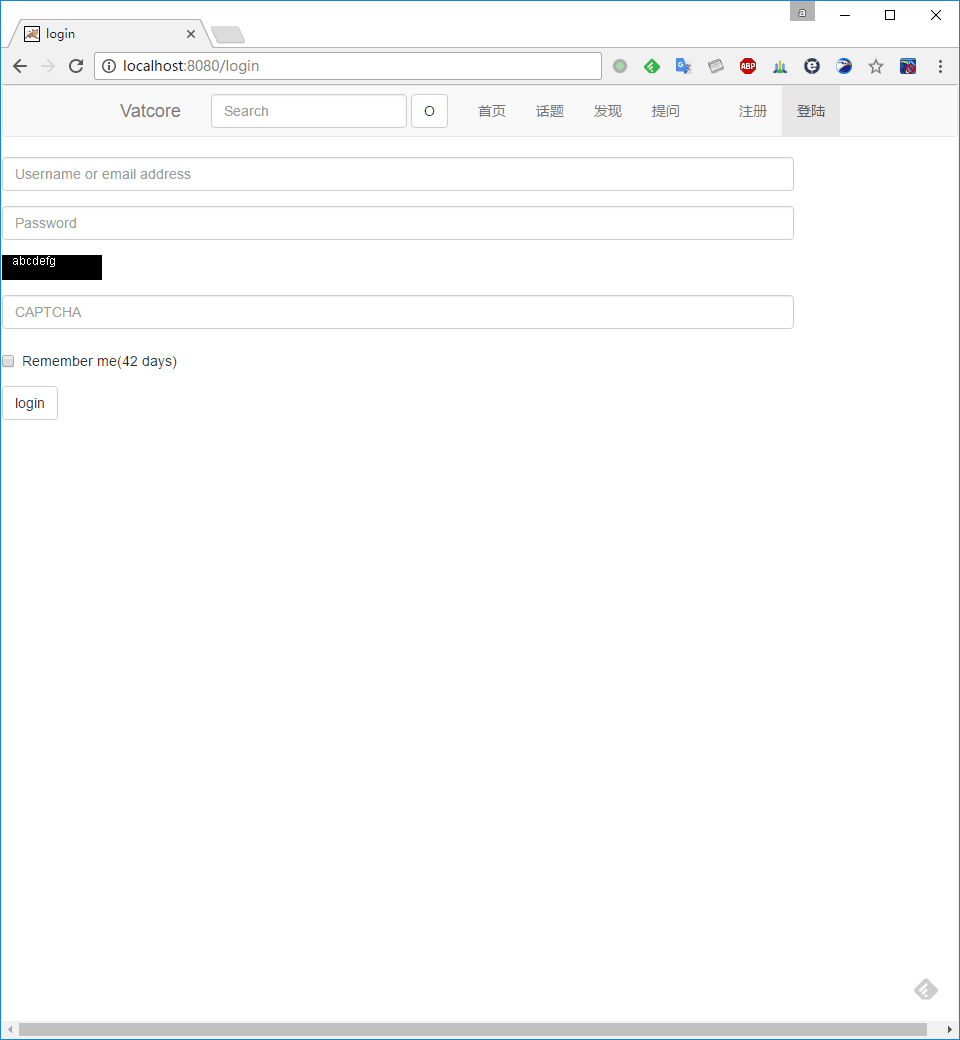 a
login
localhost:8080/login
ABP
Vatcore Search O 首页 话题 发现 提问 注册 登陆
Username or email address
Password
abcdefg
CAPTCHA
Remember me(42 days)
login